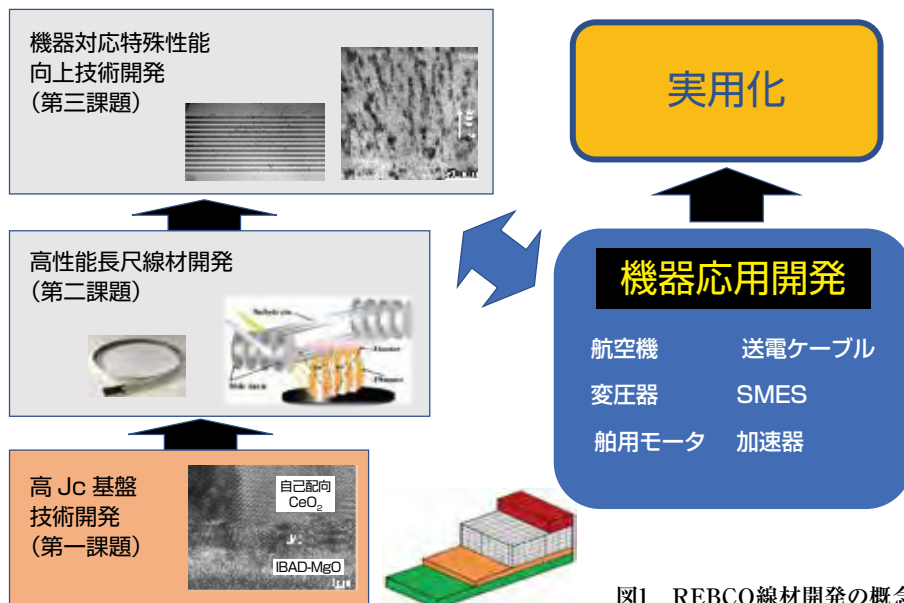 機器対応特殊性能
向上技術開発
(第三課題)
実用化
高性能長尺線材開発
(第二課題)
機器応用開発
航空機 送電ケーブル
変圧器 SMES
舶用モータ 加速器
高 Jc 基盤
技術開発
(第一課題)
自己配向
CeO₂
IBAD-MgO
図1 REBCO線材開発の概念